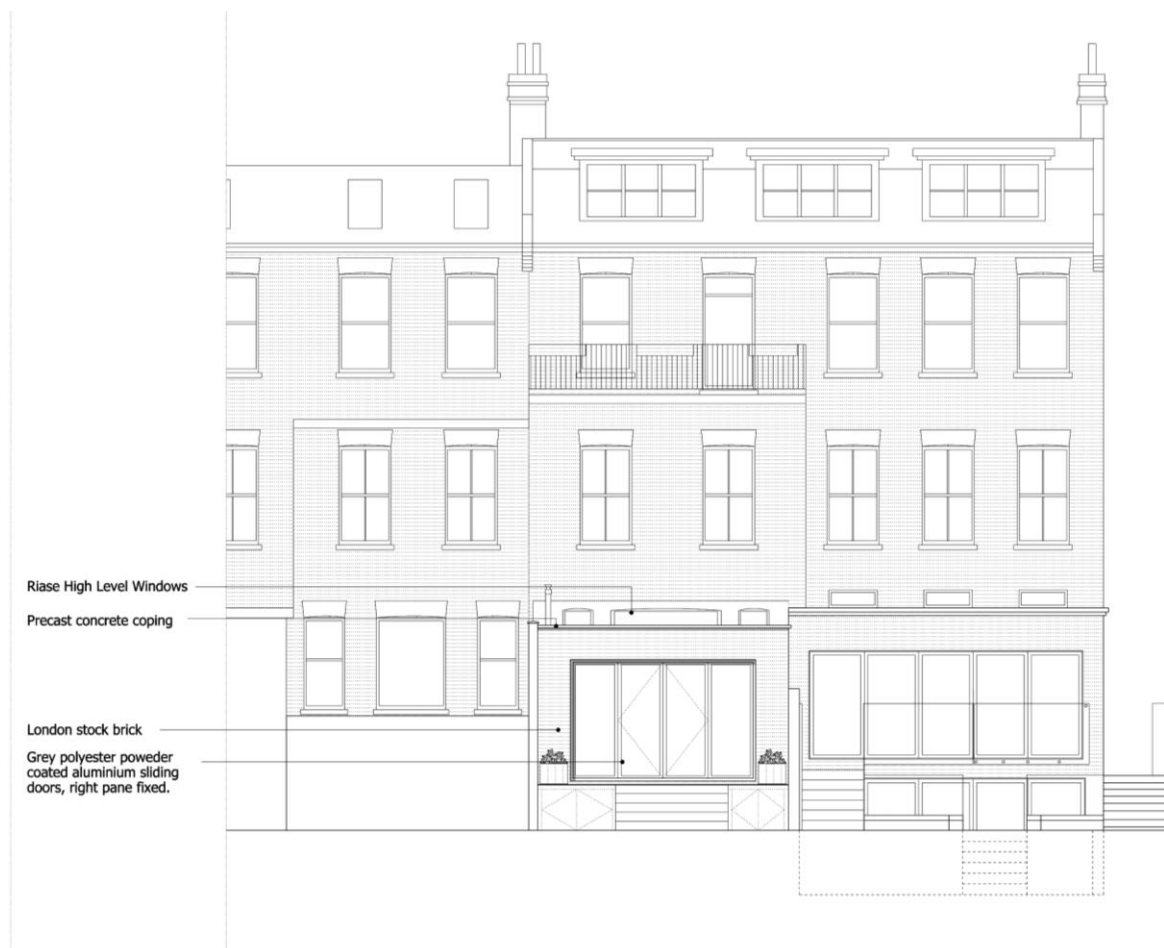 Riase High Level Windows
Precast concrete coping
London stock brick
Grey polyester poweder
coated aluminium sliding
doors, right pane fixed.